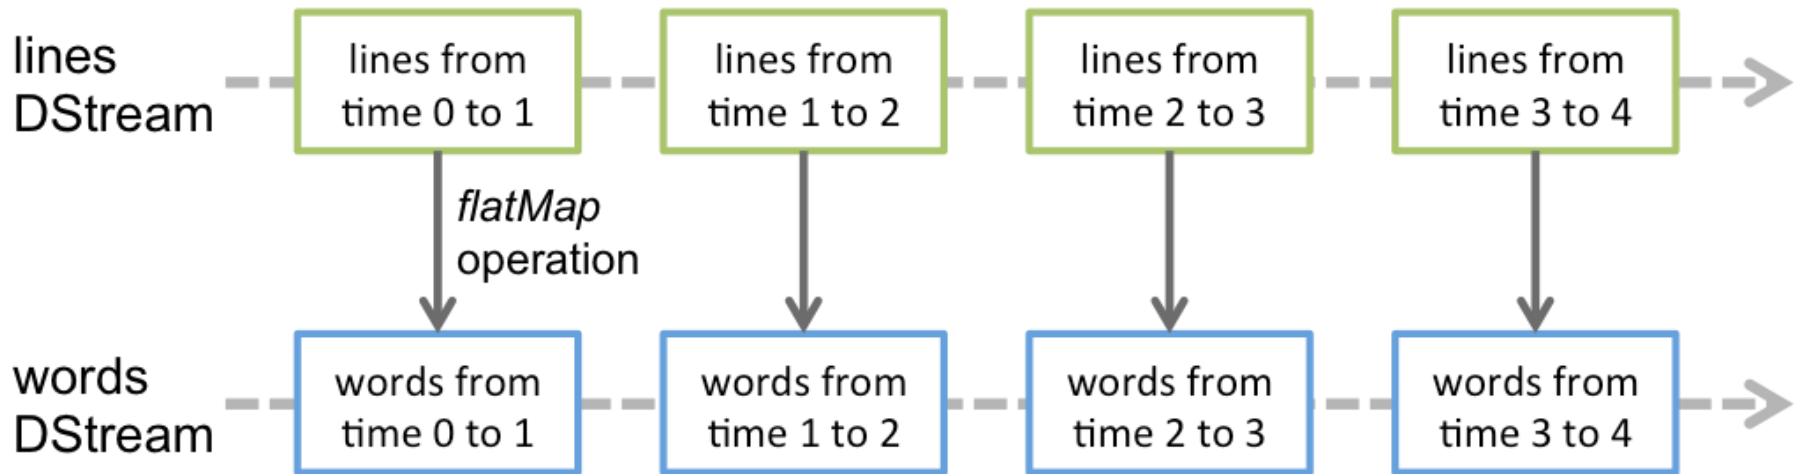 lines
DStream
lines from
time 0 to 1
lines from
time 1 to 2
lines from
time 2 to 3
lines from
time 3 to 4
flatMap
operation
words
DStream
words from
time 0 to 1
words from
time 1 to 2
words from
time 2 to 3
words from
time 3 to 4